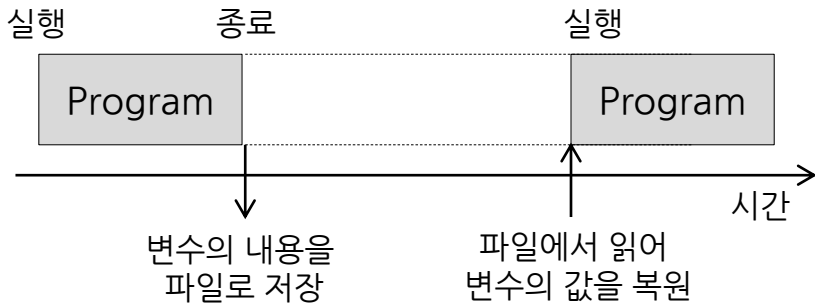 실행 종료 실행
Program Program
시간
변수의 내용을 파일에서 읽어
파일로 저장 변수의 값을 복원